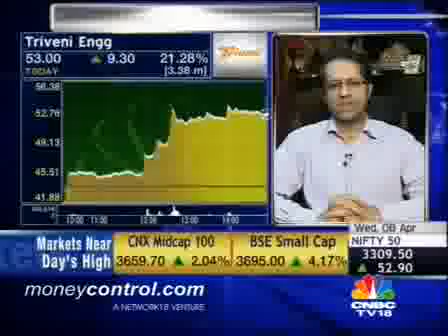 Triveni Engg
53.00 ▲ 9.30 21.28%
TODAY (3.38 m)
Triveni
56.38
52.76
49.13
45.51
41.88
10:00 11:00 13:00 14:00
Markets Near
Day's High
CNX Midcap 100
3659.70 ▲ 2.04%
BSE Small Cap
3695.00 ▲ 4.17%
Wed, 08 Apr
NIFTY 50
3309.50
▲ 52.90
moneycontrol.com
A NETWORK18 VENTURE
CNBC
TV18